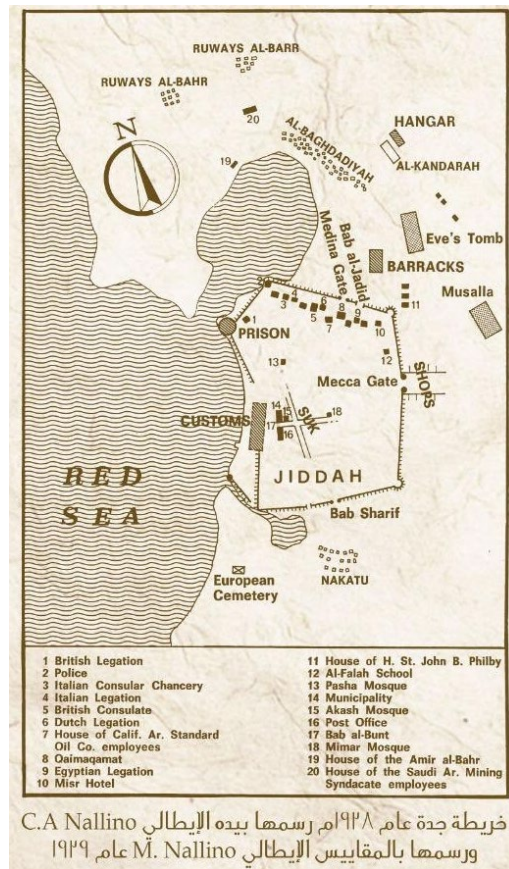 RUWAYS AL-BARR
RUWAYS AL-BAHR
20
N
AL-BAGHDADIYAH
HANGAR
AL-KANDARAH
19
Eve's Tomb
Bab al-Jadid
Medina Gate
BARRACKS
Musalla
2
3
4
5
6
7
8
9
10
11
1
PRISON
12
13
Mecca Gate
SHOPS
CUSTOMS
14
15
SUK
18
17
16
JIDDAH
RED
SEA
Bab Sharif
European
Cemetery
NAKATU
1 British Legation
2 Police
3 Italian Consular Chancery
4 Italian Legation
5 British Consulate
6 Dutch Legation
7 House of Calif. Ar. Standard
Oil Co. employees
8 Qaimaqamat
9 Egyptian Legation
10 Misr Hotel
11 House of H. St. John B. Philby
12 Al-Falah School
13 Pasha Mosque
14 Municipality
15 Akash Mosque
16 Post Office
17 Bab al-Bunt
18 Mimar Mosque
19 House of the Amir al-Bahr
20 House of the Saudi Ar. Mining
Syndacate employees
خريطة جدة عام ١٩٣٨م رسمها بيده الإيطالي C.A Nallino
ورسمها بالمقاييس الإيطالي M. Nallino عام ١٩٣٩